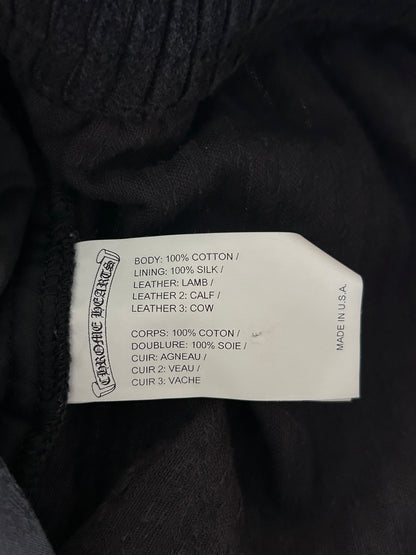 CHROME HEARTS
BODY: 100% COTTON /
LINING: 100% SILK /
LEATHER: LAMB /
LEATHER 2: CALF /
LEATHER 3: COW
CORPS: 100% COTON /
DOUBLURE: 100% SOIE /
CUIR: AGNEAU /
CUIR 2: VEAU /
CUIR 3: VACHE
MADE IN U.S.A.